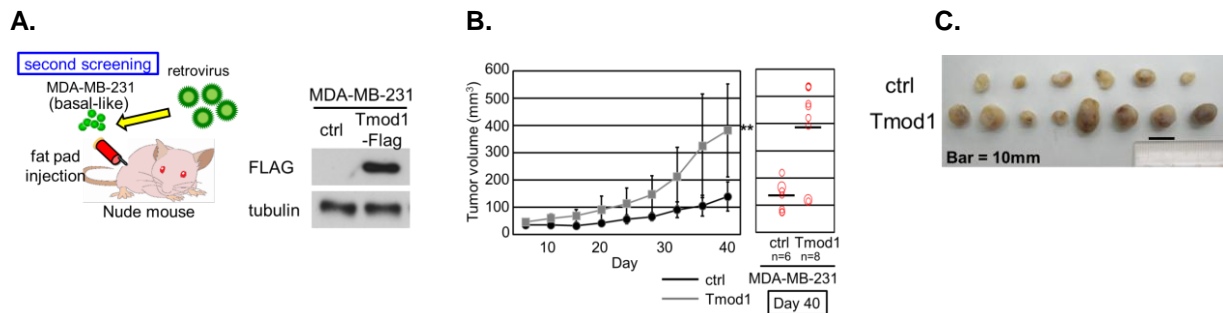 A.
second screening
MDA-MB-231
(basal-like)
retrovirus
fat pad
injection
Nude mouse
MDA-MB-231
ctrl
Tmod1
-Flag
FLAG
tubulin
B.
Tumor volume (mm³)
600
500
400
300
200
100
0
10
20
30
40
Day
**
ctrl
Tmod1
ctrl Tmod1
n=6 n=8
MDA-MB-231
Day 40
C.
ctrl
Tmod1
Bar = 10mm